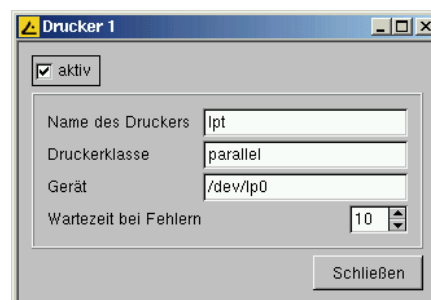 Drucker 1
aktiv
Name des Druckers lpt
Druckerklasse parallel
Gerät /dev/lp0
Wartezeit bei Fehlern 10
Schließen